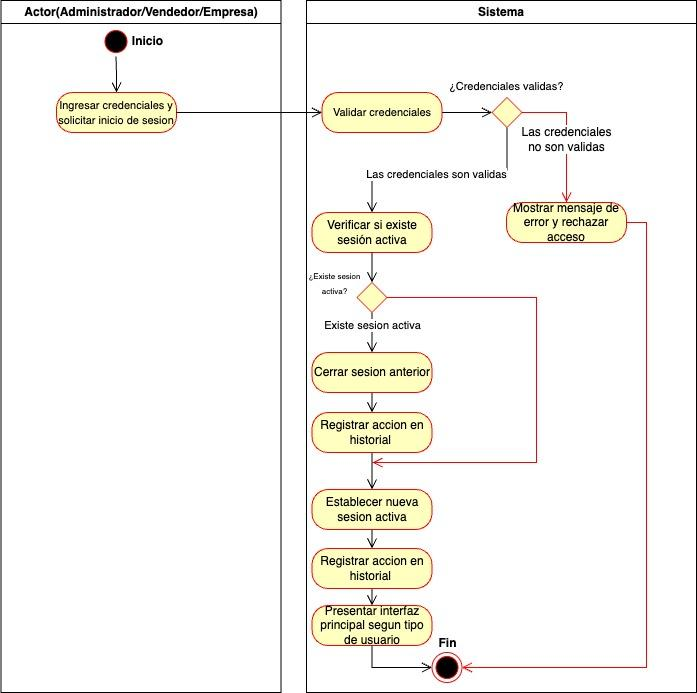 Actor(Administrador/Vendedor/Empresa)
Sistema
Inicio
Ingresar credenciales y
solicitar inicio de sesion
Validar credenciales
¿Credenciales validas?
Las credenciales
no son validas
Las credenciales son validas
Mostrar mensaje de
error y rechazar
acceso
Verificar si existe
sesión activa
¿Existe sesion
activa?
Existe sesion activa
Cerrar sesion anterior
Registrar accion en
historial
Establecer nueva
sesion activa
Registrar accion en
historial
Presentar interfaz
principal segun tipo
de usuario
Fin